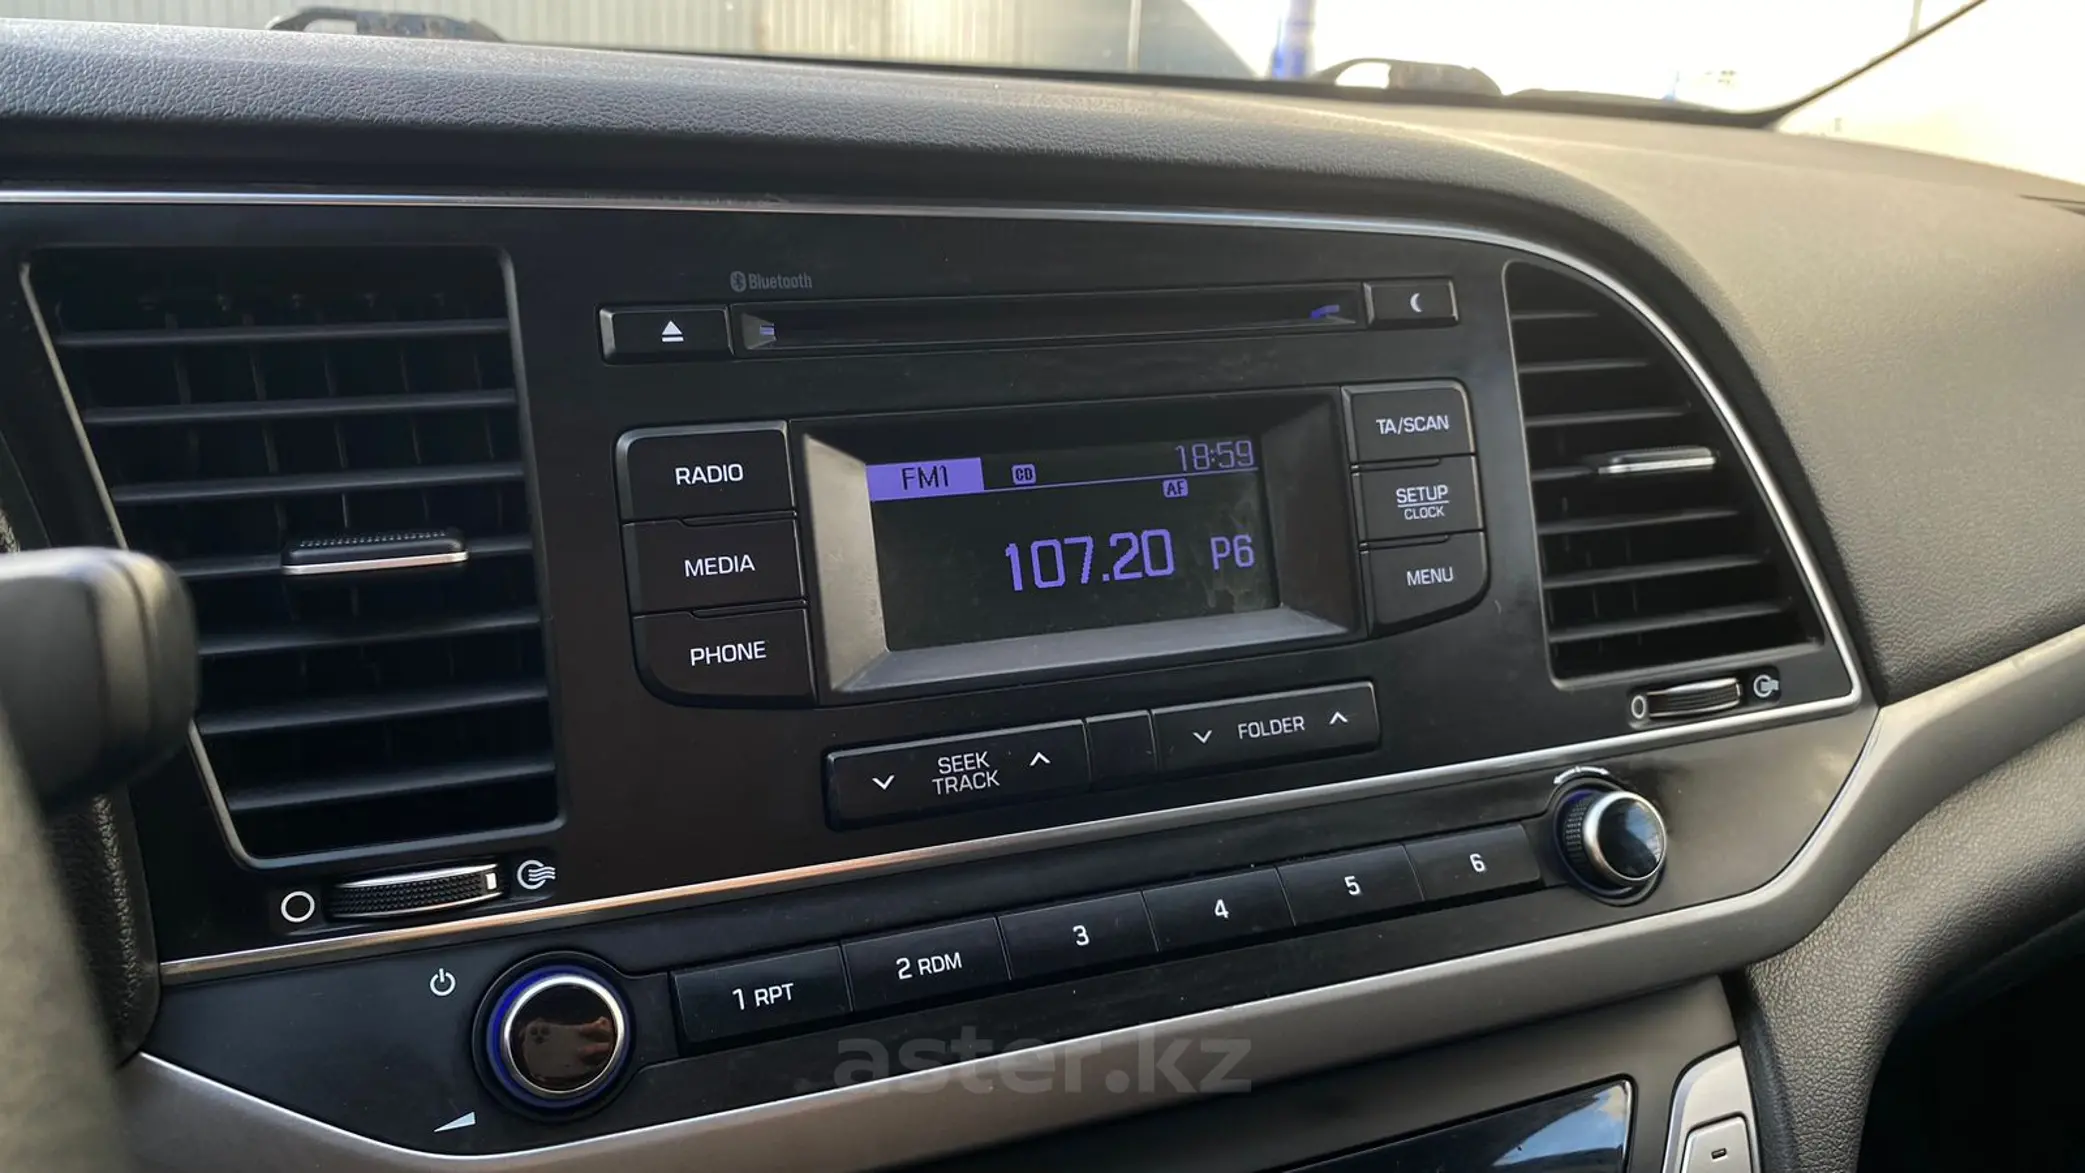 Bluetooth
RADIO
MEDIA
PHONE
FM1 CD 18:59
AF
107.20 P6
TA/SCAN
SETUP
CLOCK
MENU
SEEK
TRACK
FOLDER
1 RPT
2 RDM
3
4
5
6
aster.kz